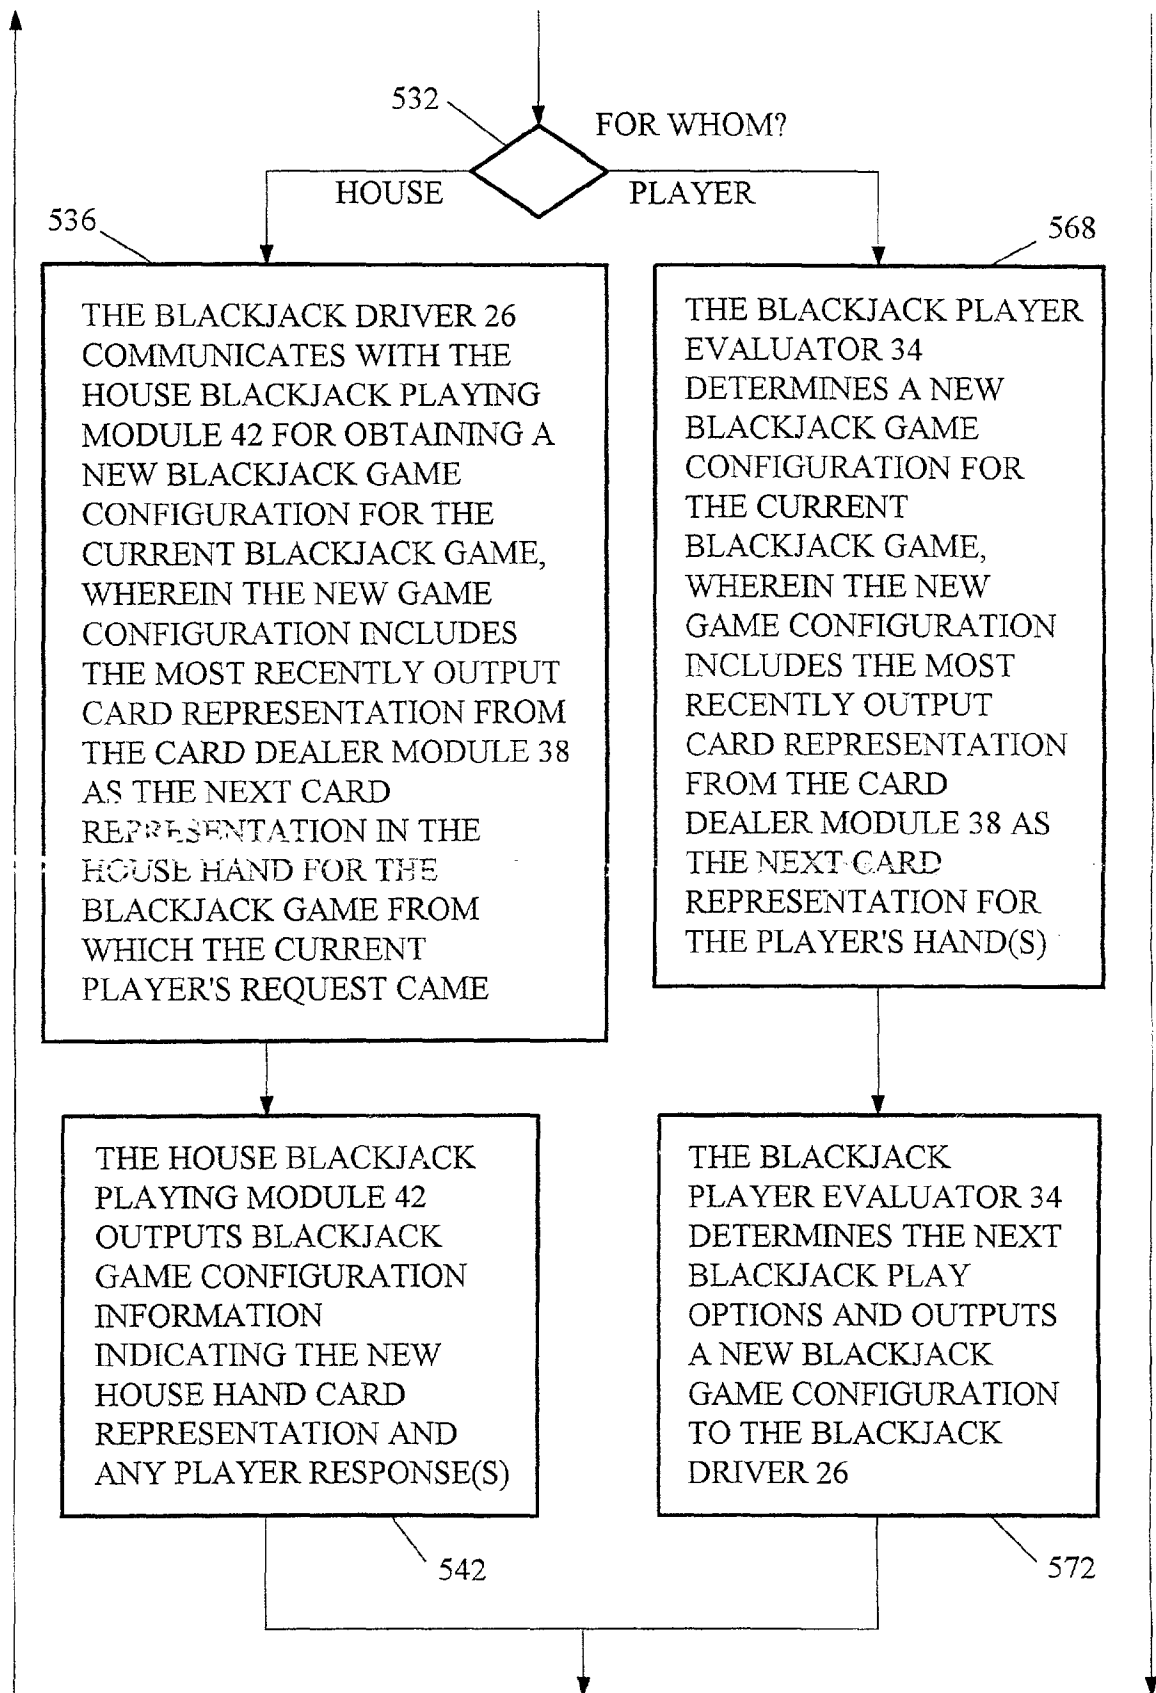 532
FOR WHOM?
HOUSE
PLAYER
536
THE BLACKJACK DRIVER 26
COMMUNICATES WITH THE
HOUSE BLACKJACK PLAYING
MODULE 42 FOR OBTAINING A
NEW BLACKJACK GAME
CONFIGURATION FOR THE
CURRENT BLACKJACK GAME,
WHEREIN THE NEW GAME
CONFIGURATION INCLUDES
THE MOST RECENTLY OUTPUT
CARD REPRESENTATION FROM
THE CARD DEALER MODULE 38
AS THE NEXT CARD
REPRESENTATION IN THE
HOUSE HAND FOR THE
BLACKJACK GAME FROM
WHICH THE CURRENT
PLAYER'S REQUEST CAME
568
THE BLACKJACK PLAYER
EVALUATOR 34
DETERMINES A NEW
BLACKJACK GAME
CONFIGURATION FOR
THE CURRENT
BLACKJACK GAME,
WHEREIN THE NEW
GAME CONFIGURATION
INCLUDES THE MOST
RECENTLY OUTPUT
CARD REPRESENTATION
FROM THE CARD
DEALER MODULE 38 AS
THE NEXT CARD
REPRESENTATION FOR
THE PLAYER'S HAND(S)
THE HOUSE BLACKJACK
PLAYING MODULE 42
OUTPUTS BLACKJACK
GAME CONFIGURATION
INFORMATION
INDICATING THE NEW
HOUSE HAND CARD
REPRESENTATION AND
ANY PLAYER RESPONSE(S)
542
THE BLACKJACK
PLAYER EVALUATOR 34
DETERMINES THE NEXT
BLACKJACK PLAY
OPTIONS AND OUTPUTS
A NEW BLACKJACK
GAME CONFIGURATION
TO THE BLACKJACK
DRIVER 26
572